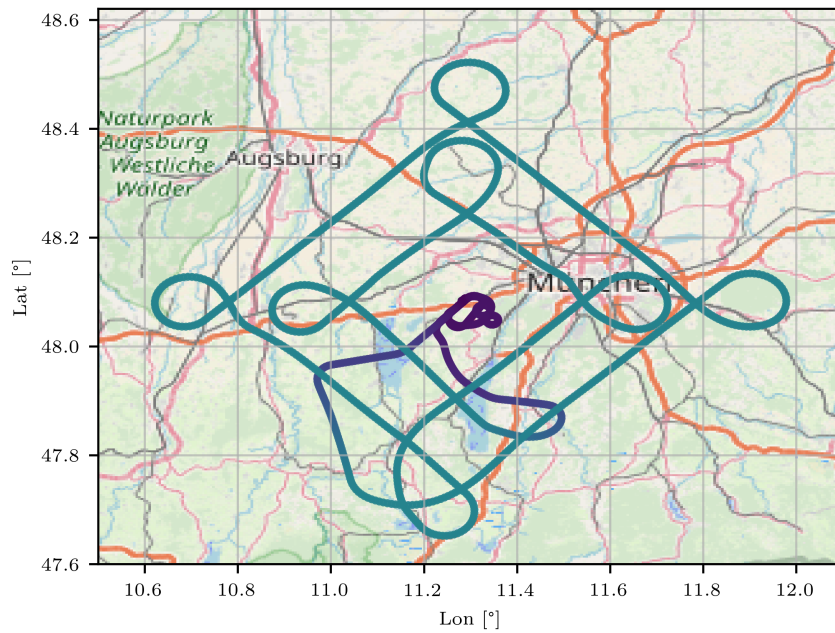 48.6
48.4
48.2
48.0
47.8
47.6
Lat [°]
Naturpark
Augsburg
Westliche
Wälder
Augsburg
München
10.6 10.8 11.0 11.2 11.4 11.6 11.8 12.0
Lon [°]